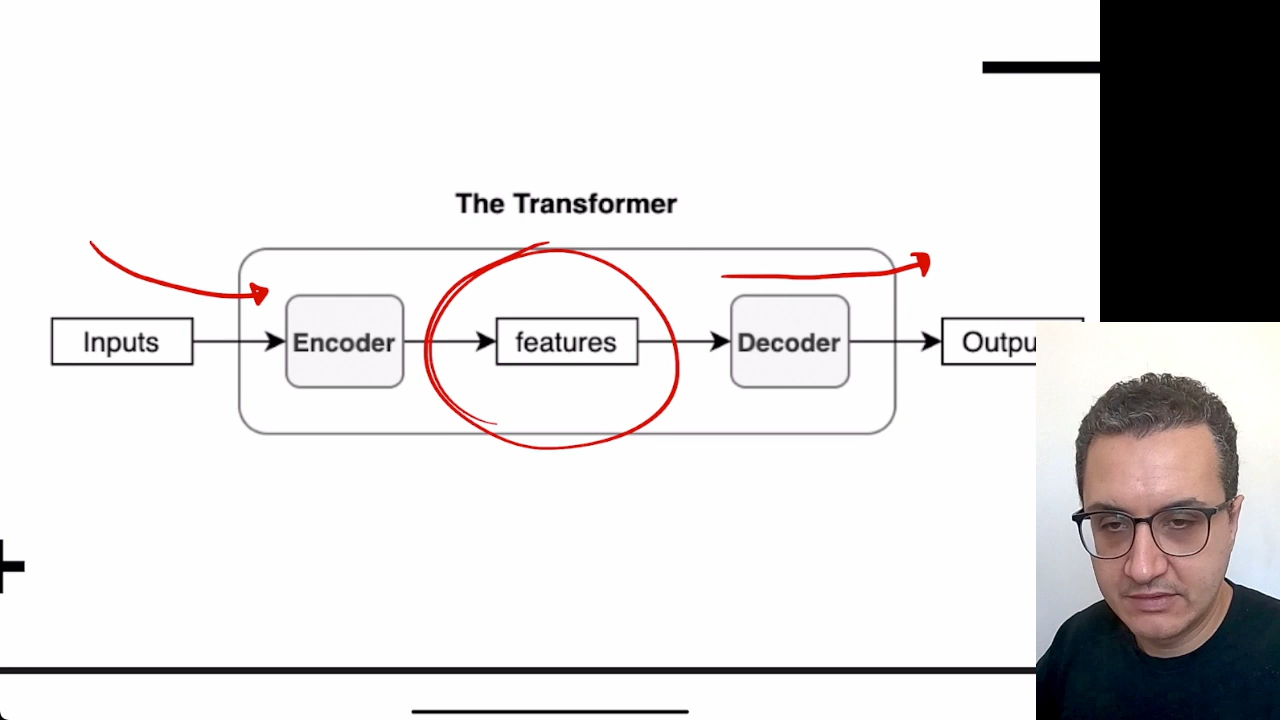 The Transformer
Inputs
Encoder
features
Decoder
Outpu